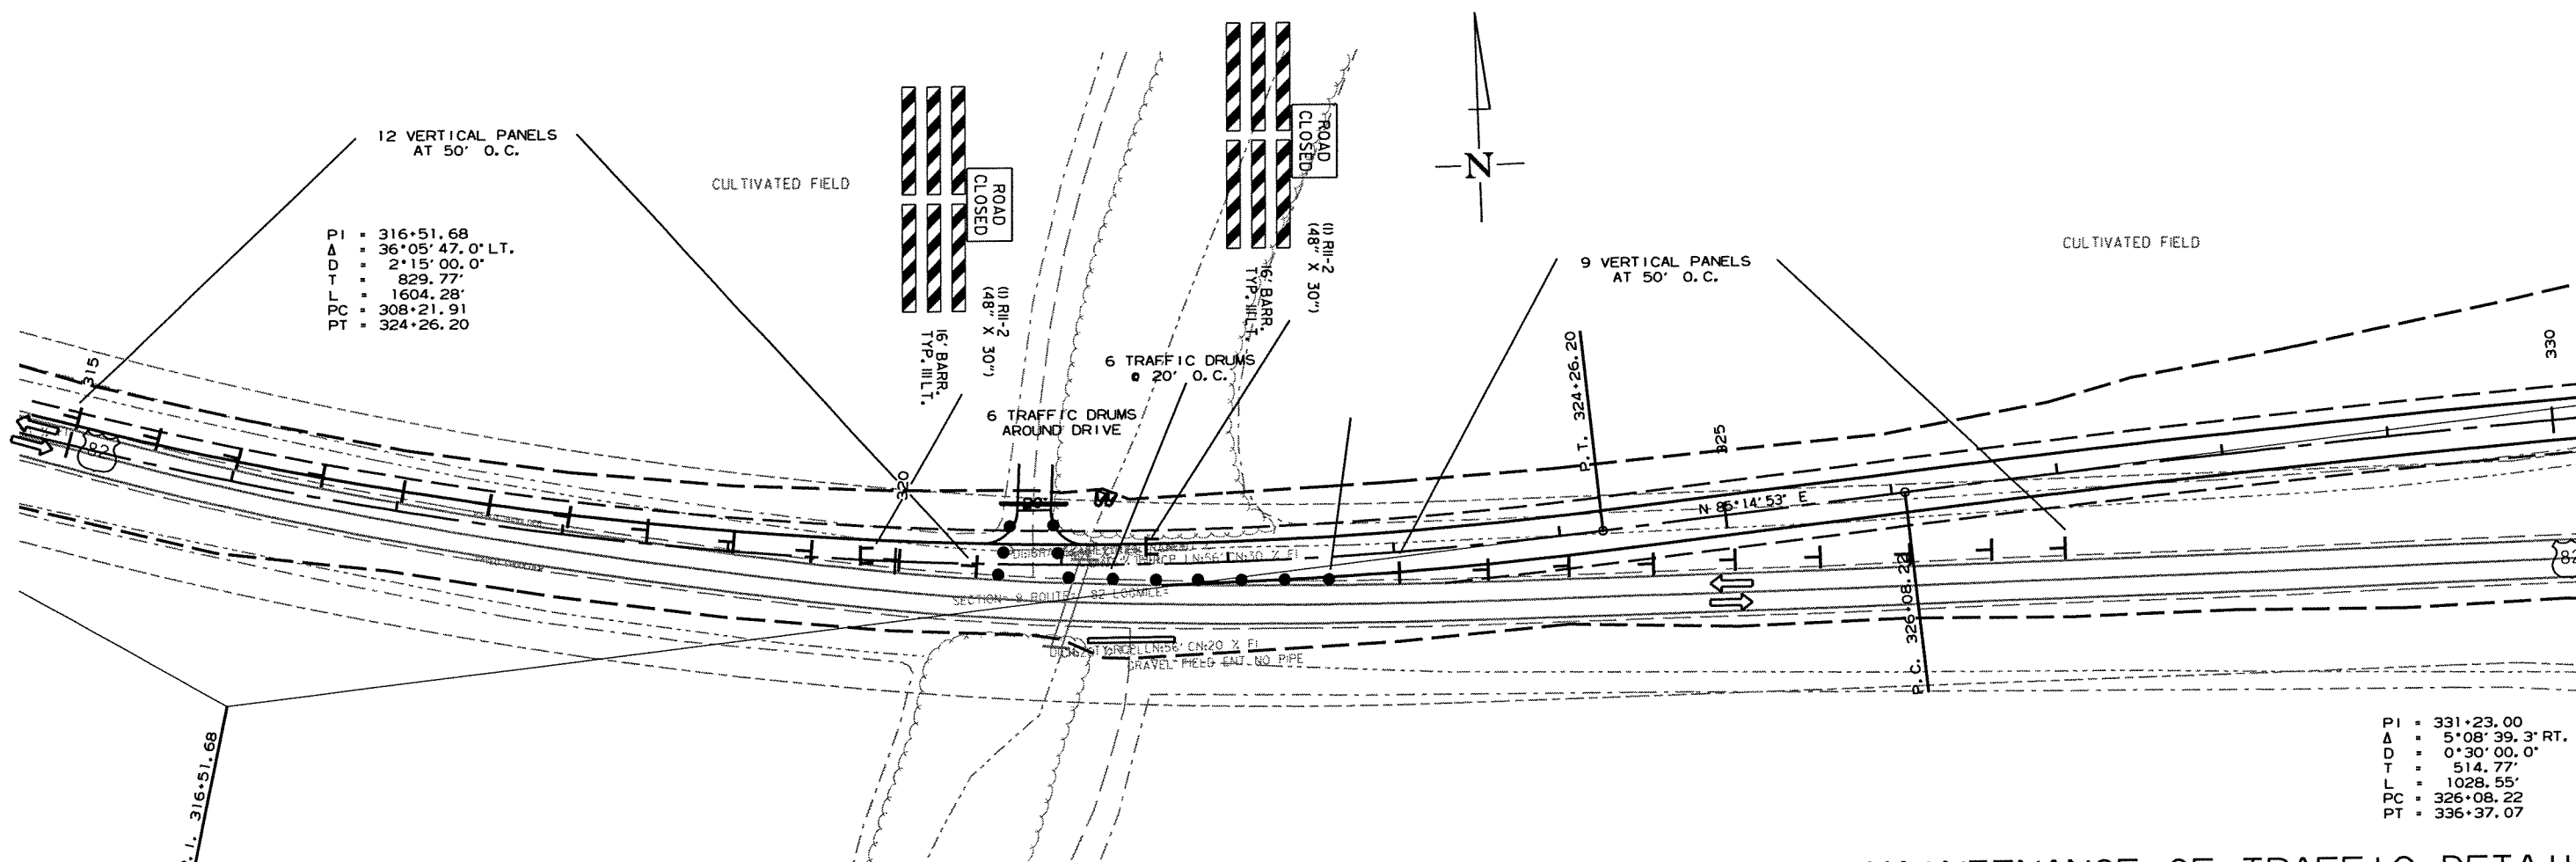 12 VERTICAL PANELS
AT 50' O.C.
CULTIVATED FIELD
PI = 316+51.68
Δ = 36°05'47.0" LT.
D = 2°15'00.0"
T = 829.77'
L = 1604.28'
PC = 308+21.91
PT = 324+26.20
ROAD
CLOSED
(1) R11-2
(48" X 30")
16' BARR.
TYP. III LT.
ROAD
CLOSED
(1) R11-2
(48" X 30")
16' BARR.
TYP. III LT.
N
6 TRAFFIC DRUMS
@ 20' O.C.
6 TRAFFIC DRUMS
AROUND DRIVE
9 VERTICAL PANELS
AT 50' O.C.
CULTIVATED FIELD
315
82
320
P.T. 324+26.20
325
N 85°14'53" E
330
82
P.C. 326+08.22
SECTION= 8 ROUTE= 82 LOGMILE=
GRAVEL FIELD ENT. NO PIPE
P.I. 316+51.68
PI = 331+23.00
Δ = 5°08'39.3" RT.
D = 0°30'00.0"
T = 514.77'
L = 1028.55'
PC = 326+08.22
PT = 336+37.07
MAINTENANCE OF TRAFFIC DETAIL